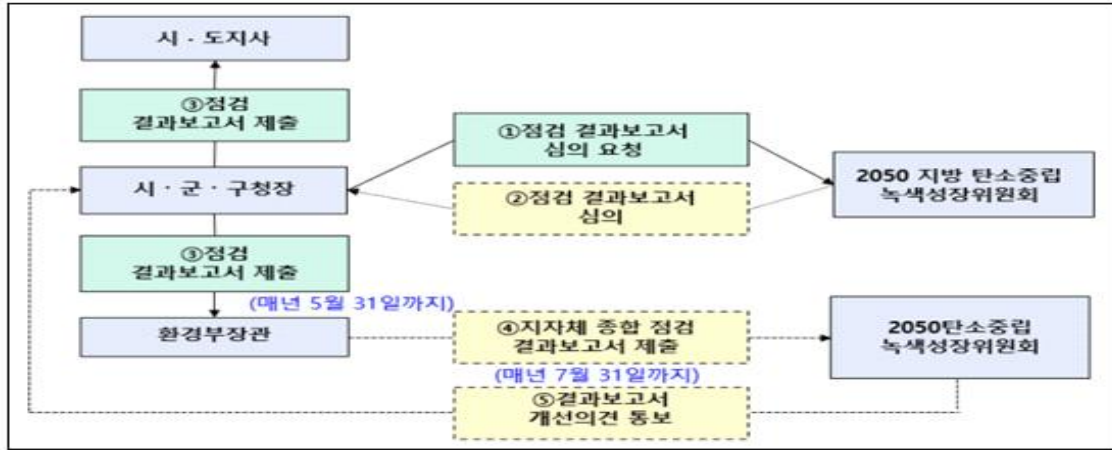 시 · 도지사
③점검
결과보고서 제출
①점검 결과보고서
심의 요청
시 · 군 · 구청장
2050 지방 탄소중립
녹색성장위원회
②점검 결과보고서
심의
③점검
결과보고서 제출
(매년 5월 31일까지)
환경부장관
④지자체 종합 점검
결과보고서 제출
2050탄소중립
녹색성장위원회
(매년 7월 31일까지)
⑤결과보고서
개선의견 통보